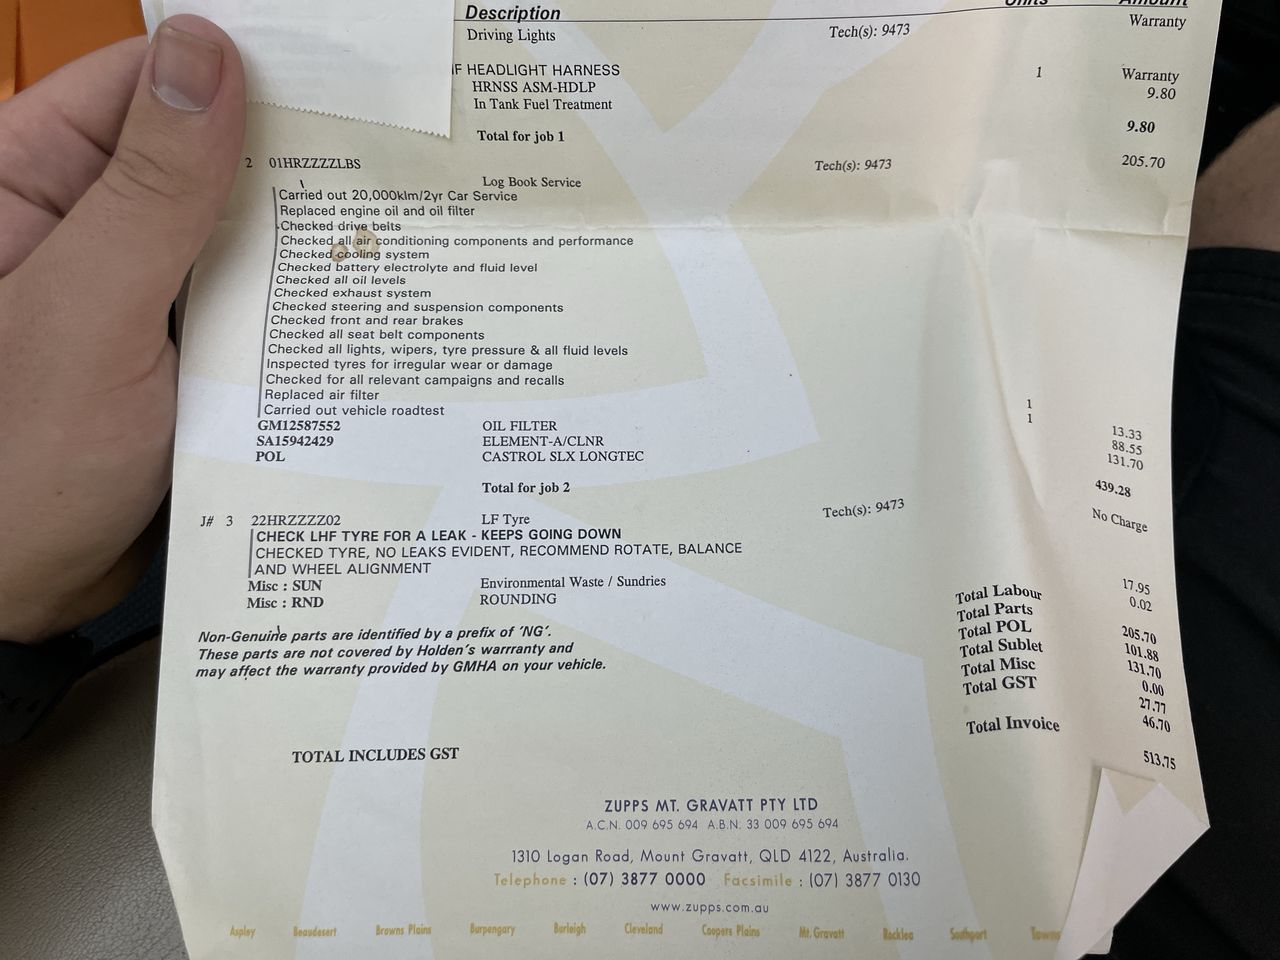 Description Units Amount
Driving Lights Tech(s): 9473 Warranty
HEADLIGHT HARNESS
HRNSS ASM-HDLP 1 Warranty
In Tank Fuel Treatment 9.80
Total for job 1 9.80
2 01HRZZZZLBS Tech(s): 9473 205.70
Log Book Service
Carried out 20,000klm/2yr Car Service
Replaced engine oil and oil filter
Checked drive belts
Checked all air conditioning components and performance
Checked cooling system
Checked battery electrolyte and fluid level
Checked all oil levels
Checked exhaust system
Checked steering and suspension components
Checked front and rear brakes
Checked all seat belt components
Checked all lights, wipers, tyre pressure & all fluid levels
Inspected tyres for irregular wear or damage
Checked for all relevant campaigns and recalls
Replaced air filter
Carried out vehicle roadtest
GM12587552 OIL FILTER 1 13.33
SA15942429 ELEMENT-A/CLNR 1 88.55
POL CASTROL SLX LONGTEC 131.70
Total for job 2 439.28
J# 3 22HRZZZZ02 LF Tyre Tech(s): 9473 No Charge
CHECK LHF TYRE FOR A LEAK - KEEPS GOING DOWN
CHECKED TYRE, NO LEAKS EVIDENT, RECOMMEND ROTATE, BALANCE
AND WHEEL ALIGNMENT
Misc : SUN Environmental Waste / Sundries 17.95
Misc : RND ROUNDING 0.02
Non-Genuine parts are identified by a prefix of 'NG'.
These parts are not covered by Holden's warrranty and
may affect the warranty provided by GMHA on your vehicle.
Total Labour 205.70
Total Parts 101.88
Total POL 131.70
Total Sublet 0.00
Total Misc 27.77
Total GST 46.70
Total Invoice 513.75
TOTAL INCLUDES GST
ZUPPS MT. GRAVATT PTY LTD
A.C.N. 009 695 694 A.B.N. 33 009 695 694
1310 Logan Road, Mount Gravatt, QLD 4122, Australia.
Telephone : (07) 3877 0000 Facsimile : (07) 3877 0130
www.zupps.com.au
Aspley Beaudesert Browns Plains Burpengary Burleigh Cleveland Coopers Plains Mt. Gravatt Rocklea Southport